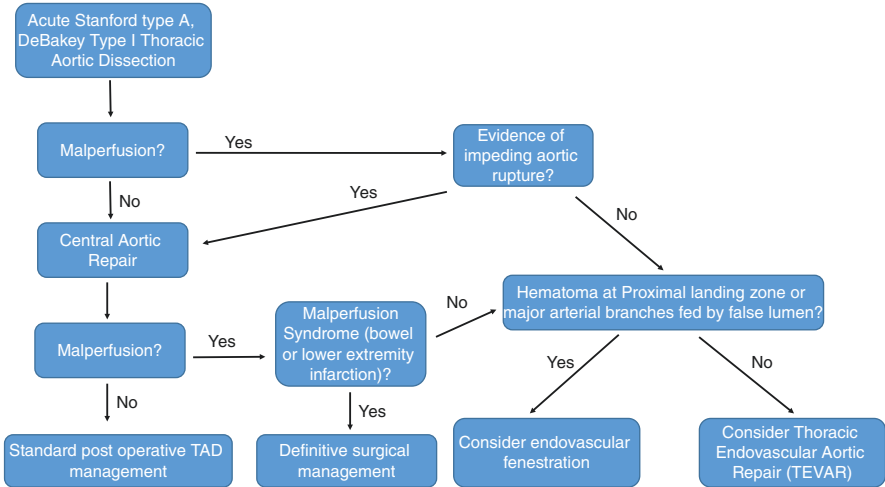 Acute Stanford type A,
DeBakey Type I Thoracic
Aortic Dissection
Malperfusion?
Yes
Evidence of
impeding aortic
rupture?
No
Yes
No
Central Aortic
Repair
Hematoma at Proximal landing zone or
major arterial branches fed by false lumen?
Malperfusion?
Yes
Malperfusion
Syndrome (bowel
or lower extremity
infarction)?
No
No
Yes
Yes
No
Standard post operative TAD
management
Definitive surgical
management
Consider endovascular
fenestration
Consider Thoracic
Endovascular Aortic
Repair (TEVAR)